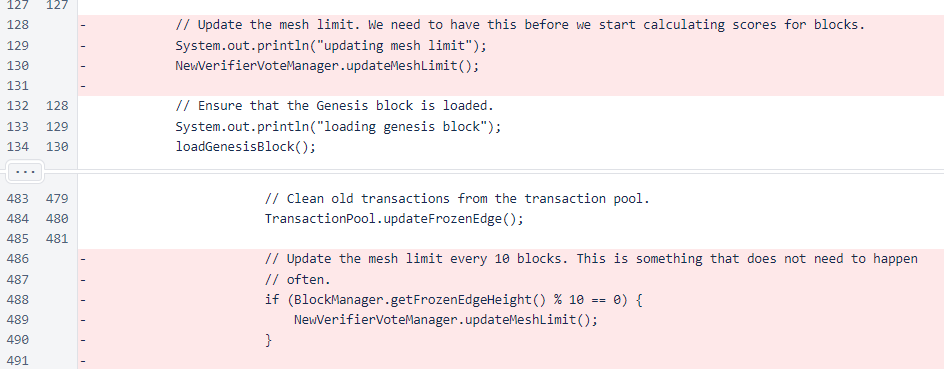 127 127
128 - // Update the mesh limit. We need to have this before we start calculating scores for blocks.
129 - System.out.println("updating mesh limit");
130 - NewVerifierVoteManager.updateMeshLimit();
131 -
132 128 // Ensure that the Genesis block is loaded.
133 129 System.out.println("loading genesis block");
134 130 loadGenesisBlock();
...
483 479 // Clean old transactions from the transaction pool.
484 480 TransactionPool.updateFrozenEdge();
485 481
486 - // Update the mesh limit every 10 blocks. This is something that does not need to happen
487 - // often.
488 - if (BlockManager.getFrozenEdgeHeight() % 10 == 0) {
489 - NewVerifierVoteManager.updateMeshLimit();
490 - }
491 -